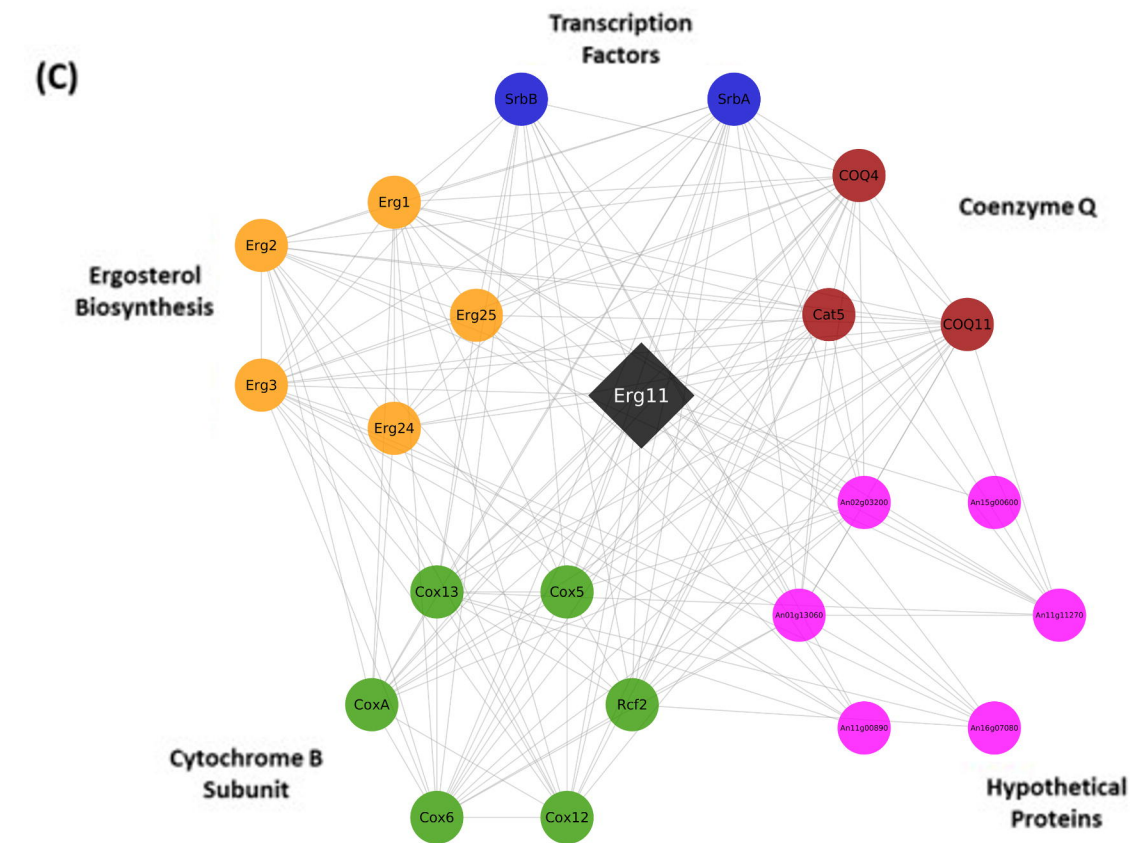 Transcription
Factors
(C)
SrbB
SrbA
COQ4
Coenzyme Q
Erg1
Erg2
Ergosterol
Biosynthesis
Erg25
Cat5
COQ11
Erg3
Erg11
Erg24
An02g03200
An15g00600
Cox13
Cox5
An01g13060
An11g11270
CoxA
Rcf2
An11g00890
An16g07080
Cytochrome B
Subunit
Hypothetical
Proteins
Cox6
Cox12